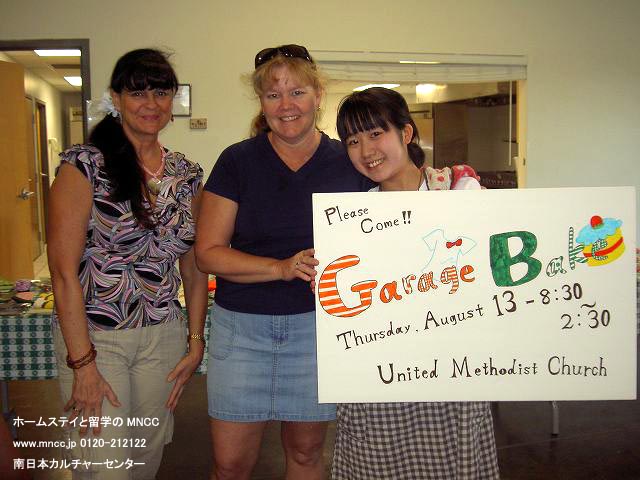 Please
Come!!
Garage Bake
Thursday, August 13 - 8:30
~
2:30
United Methodist Church
ホームステイと留学の MNCC
www.mncc.jp 0120-212122
南日本カルチャーセンター